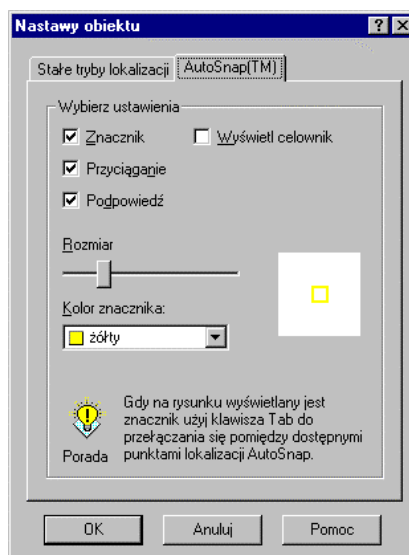 Nastawy obiektu
Stałe tryby lokalizacji AutoSnap(TM)
Wybierz ustawienia
Znacznik Wyświetl celownik
Przyciąganie
Podpowiedź
Rozmiar
Kolor znacznika:
żółty
Gdy na rysunku wyświetlany jest
znacznik użyj klawisza Tab do
przełączania się pomiędzy dostępnymi
punktami lokalizacji AutoSnap.
Porada
OK Anuluj Pomoc